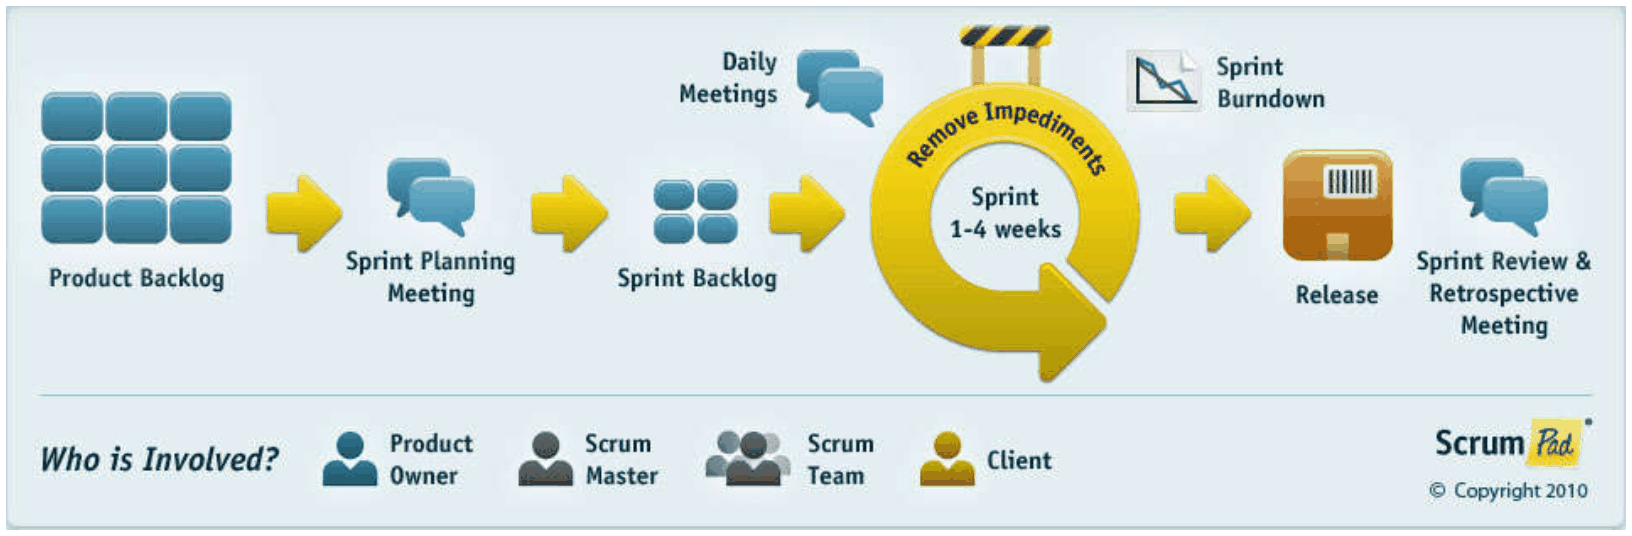 Daily
Meetings
Remove Impediments
Sprint
Burndown
Sprint
1-4 weeks
Product Backlog
Sprint Planning
Meeting
Sprint Backlog
Release
Sprint Review &
Retrospective
Meeting
Who is Involved?
Product
Owner
Scrum
Master
Scrum
Team
Client
Scrum Pad
© Copyright 2010